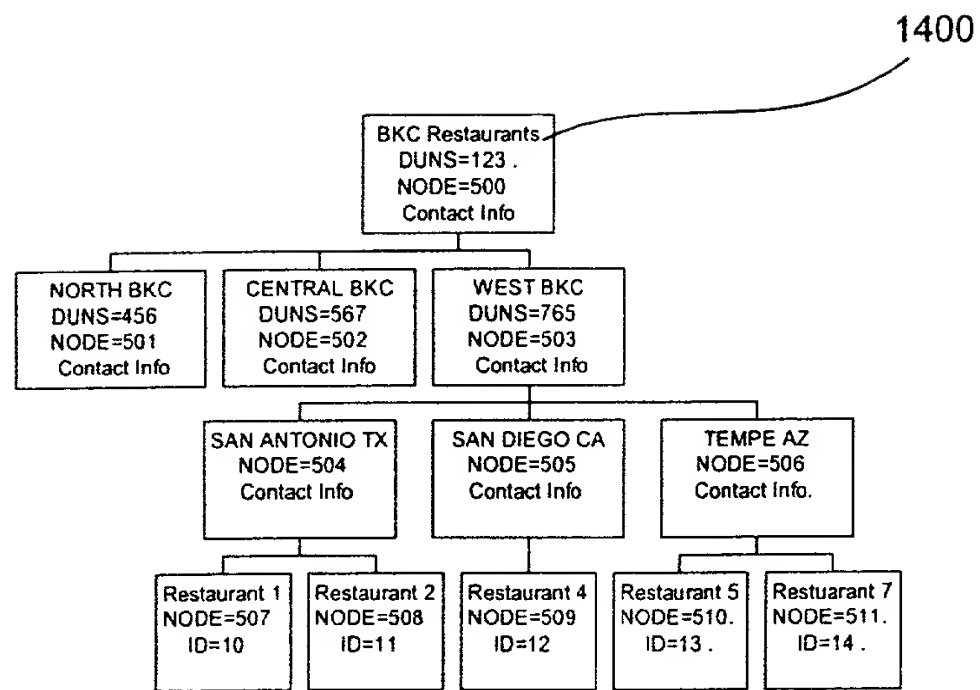 1400
BKC Restaurants
DUNS=123 .
NODE=500
Contact Info
NORTH BKC
DUNS=456
NODE=501
Contact Info
CENTRAL BKC
DUNS=567
NODE=502
Contact Info
WEST BKC
DUNS=765
NODE=503
Contact Info
SAN ANTONIO TX
NODE=504
Contact Info
SAN DIEGO CA
NODE=505
Contact Info
TEMPE AZ
NODE=506
Contact Info.
Restaurant 1
NODE=507
ID=10
Restaurant 2
NODE=508
ID=11
Restaurant 4
NODE=509
ID=12
Restaurant 5
NODE=510.
ID=13 .
Restuarant 7
NODE=511.
ID=14 .